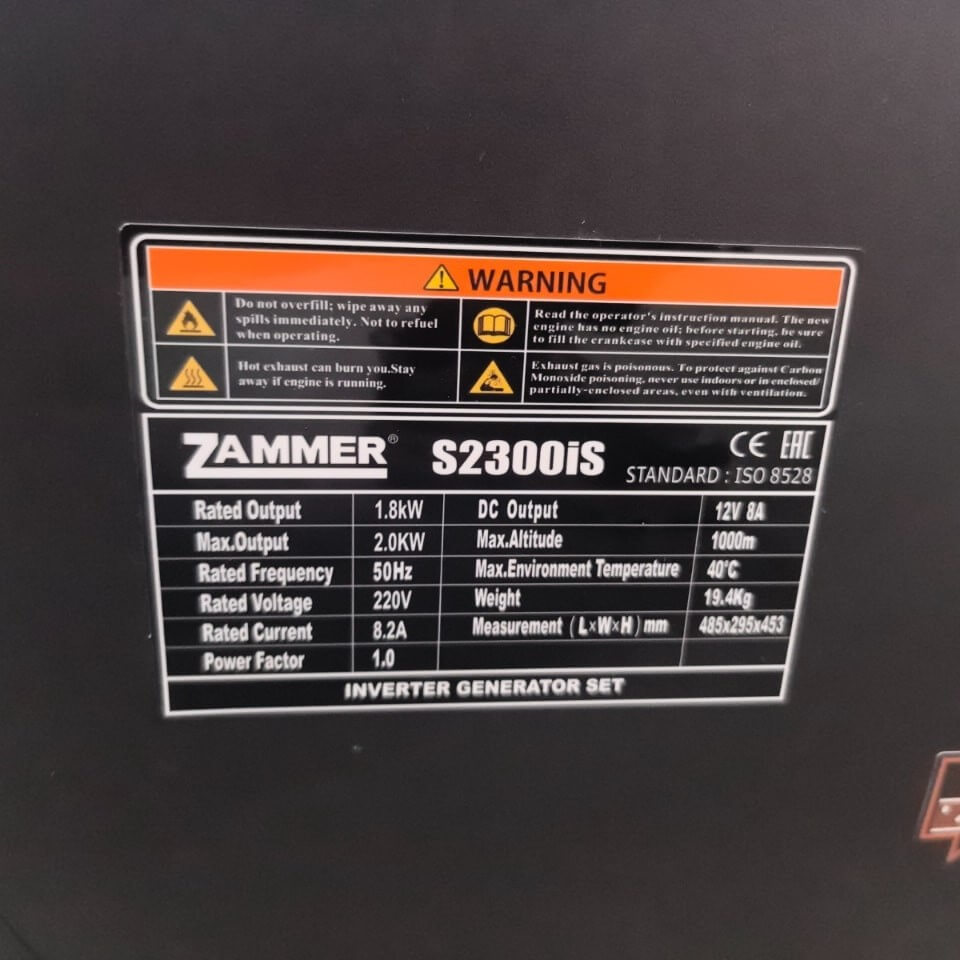 ⚠ WARNING
Do not overfill; wipe away any
spills immediately. Not to refuel
when operating.
Read the operator's instruction manual. The new
engine has no engine oil; before starting, be sure
to fill the crankcase with specified engine oil.
Hot exhaust can burn you.Stay
away if engine is running.
Exhaust gas is poisonous. To protect against Carbon
Monoxide poisoning, never use indoors or in enclosed/
partially-enclosed areas, even with ventilation.
ZAMMER® S2300iS CE EAC
STANDARD : ISO 8528
Rated Output 1.8kW DC Output 12V 8A
Max.Output 2.0KW Max.Altitude 1000m
Rated Frequency 50Hz Max.Environment Temperature 40°C
Rated Voltage 220V Weight 19.4Kg
Rated Current 8.2A Measurement (L×W×H) mm 485x295x453
Power Factor 1.0
INVERTER GENERATOR SET